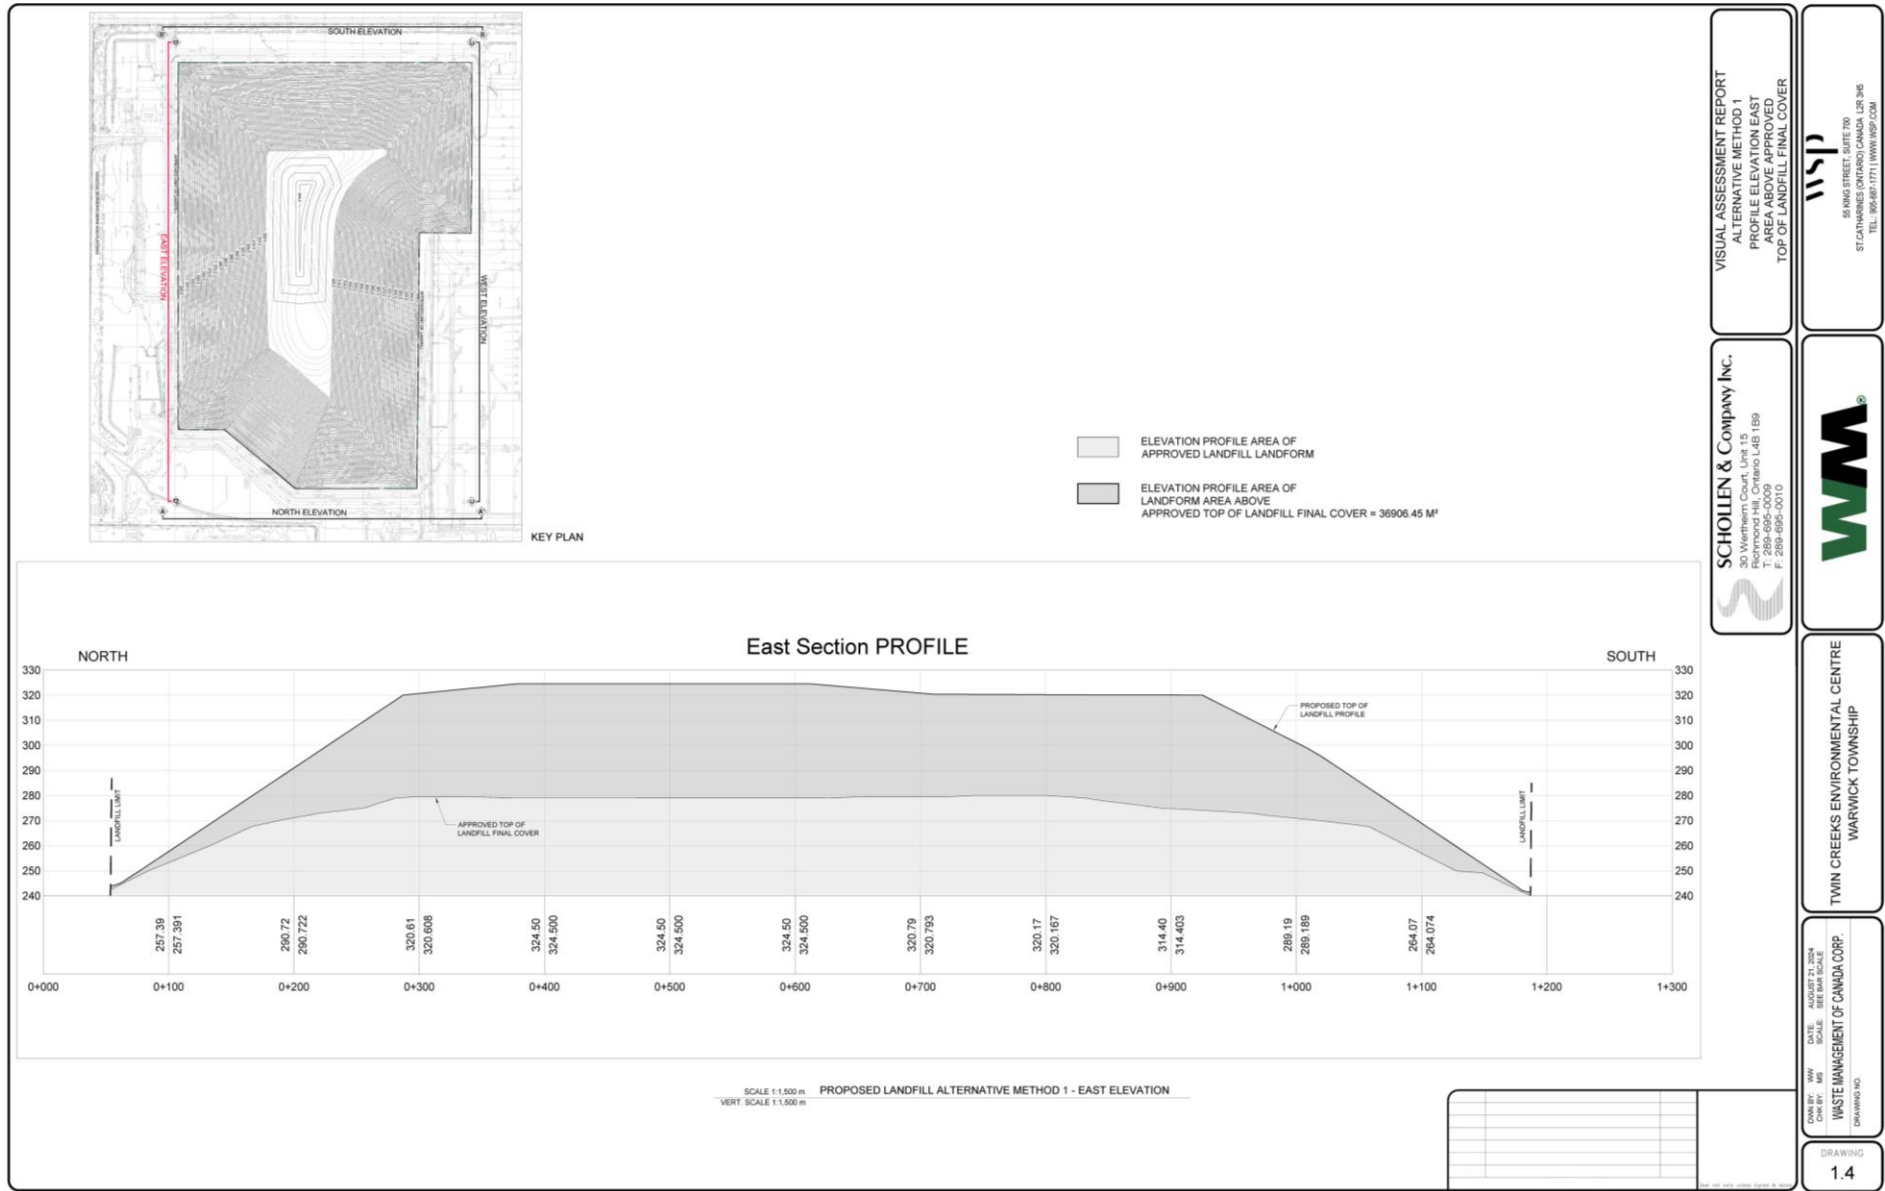 SOUTH ELEVATION
EAST ELEVATION
WEST ELEVATION
NORTH ELEVATION
KEY PLAN
ELEVATION PROFILE AREA OF
APPROVED LANDFILL LANDFORM
ELEVATION PROFILE AREA OF
LANDFORM AREA ABOVE
APPROVED TOP OF LANDFILL FINAL COVER = 36906.45 M²
East Section PROFILE
NORTH
SOUTH
330
320
310
300
290
280
270
260
250
240
330
320
310
300
290
280
270
260
250
240
LANDFILL LIMIT
APPROVED TOP OF
LANDFILL FINAL COVER
PROPOSED TOP OF
LANDFILL PROFILE
LANDFILL LIMIT
257.39
257.391
290.72
290.722
320.61
320.608
324.50
324.500
324.50
324.500
324.50
324.500
320.79
320.793
320.17
320.167
314.40
314.403
289.19
289.189
264.07
264.074
0+000 0+100 0+200 0+300 0+400 0+500 0+600 0+700 0+800 0+900 1+000 1+100 1+200 1+300
SCALE 1:1,500 m PROPOSED LANDFILL ALTERNATIVE METHOD 1 - EAST ELEVATION
VERT. SCALE 1:1,500 m
VISUAL ASSESSMENT REPORT
ALTERNATIVE METHOD 1
PROFILE ELEVATION EAST
AREA ABOVE APPROVED
TOP OF LANDFILL FINAL COVER
wsp
55 KING STREET, SUITE 700
ST.CATHARINES (ONTARIO) CANADA L2R 3H5
TEL.: 905-687-1771 | WWW.WSP.COM
SCHOLLEN & Company Inc.
30 Wertheim Court, Unit 15
Richmond Hill, Ontario L4B 1B9
T: 289-695-0009
F: 289-695-0010
WM®
TWIN CREEKS ENVIRONMENTAL CENTRE
WARWICK TOWNSHIP
DWN BY: WW DATE: AUGUST 21, 2024
CHK BY: MS SCALE: SEE BAR SCALE
WASTE MANAGEMENT OF CANADA CORP.
DRAWING NO.
DRAWING
1.4